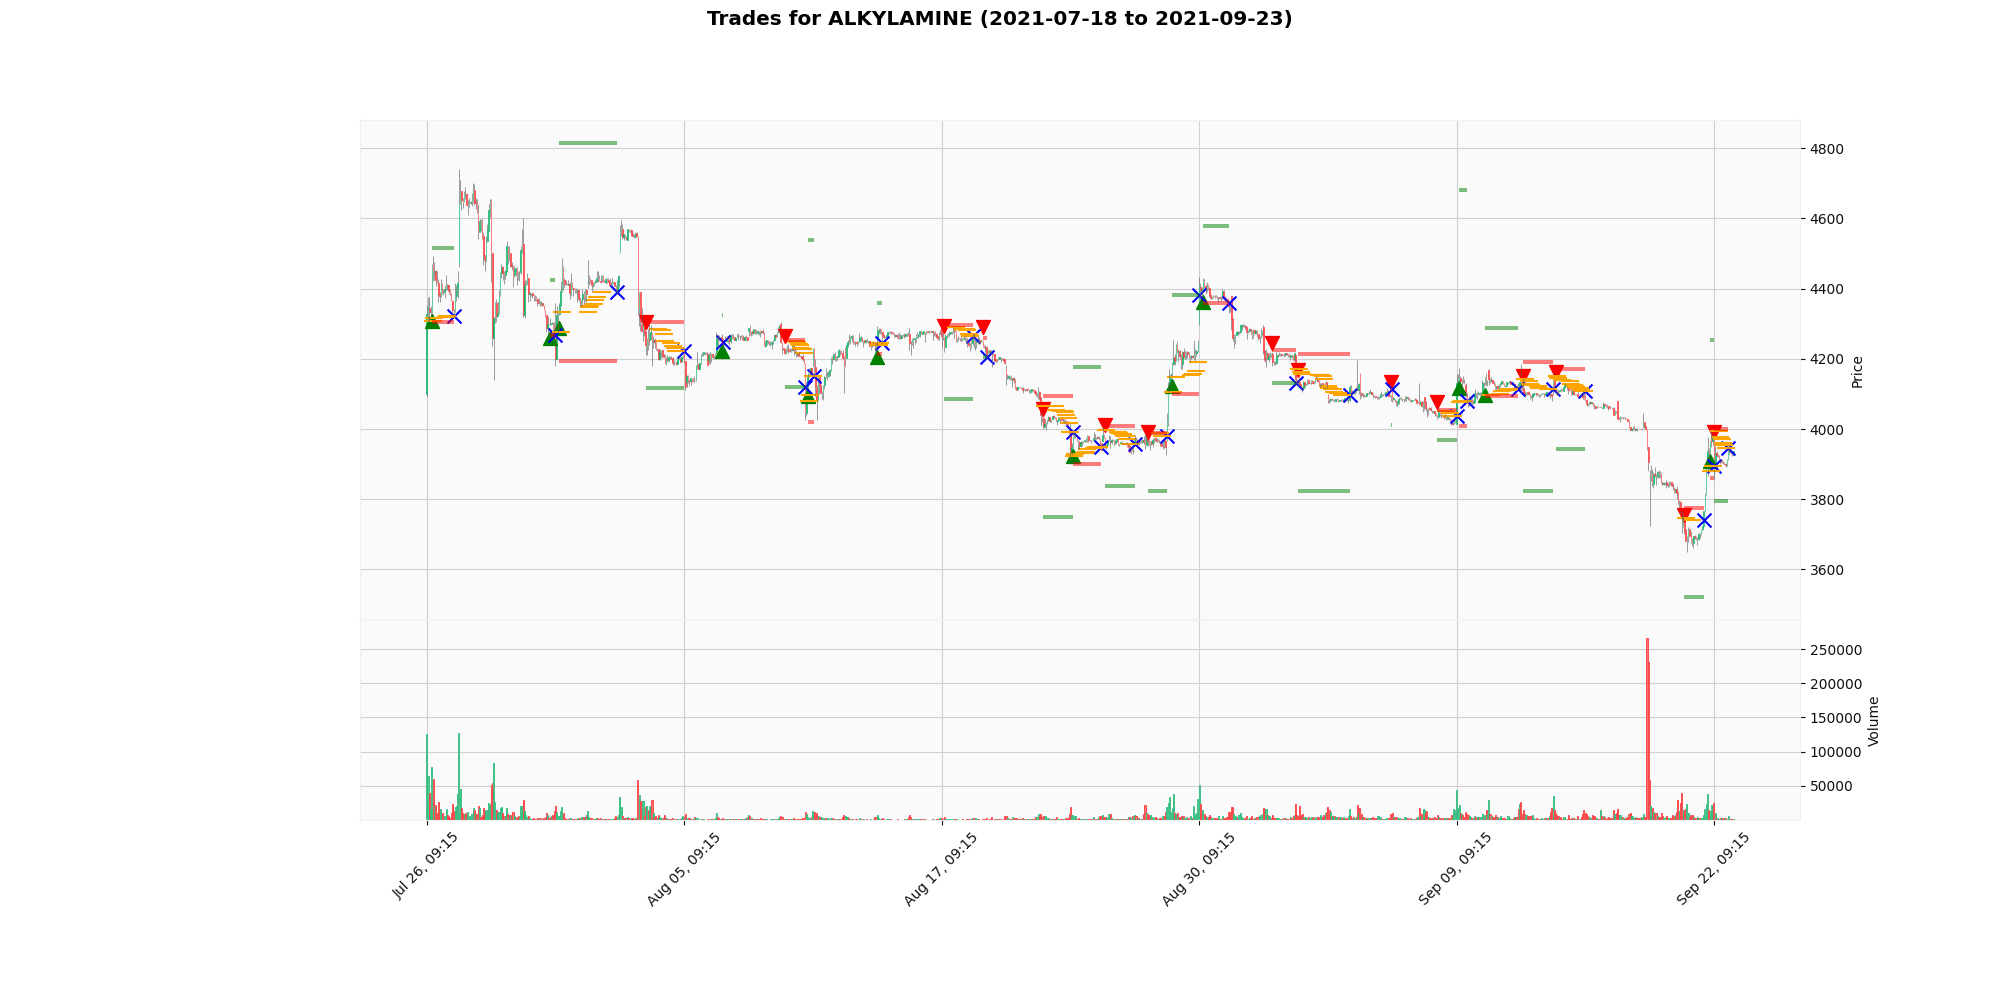 Trades for ALKYLAMINE (2021-07-18 to 2021-09-23)
4800
4600
4400
4200
4000
3800
3600
Price
250000
200000
150000
100000
50000
Volume
Jul 26, 09:15
Aug 05, 09:15
Aug 17, 09:15
Aug 30, 09:15
Sep 09, 09:15
Sep 22, 09:15